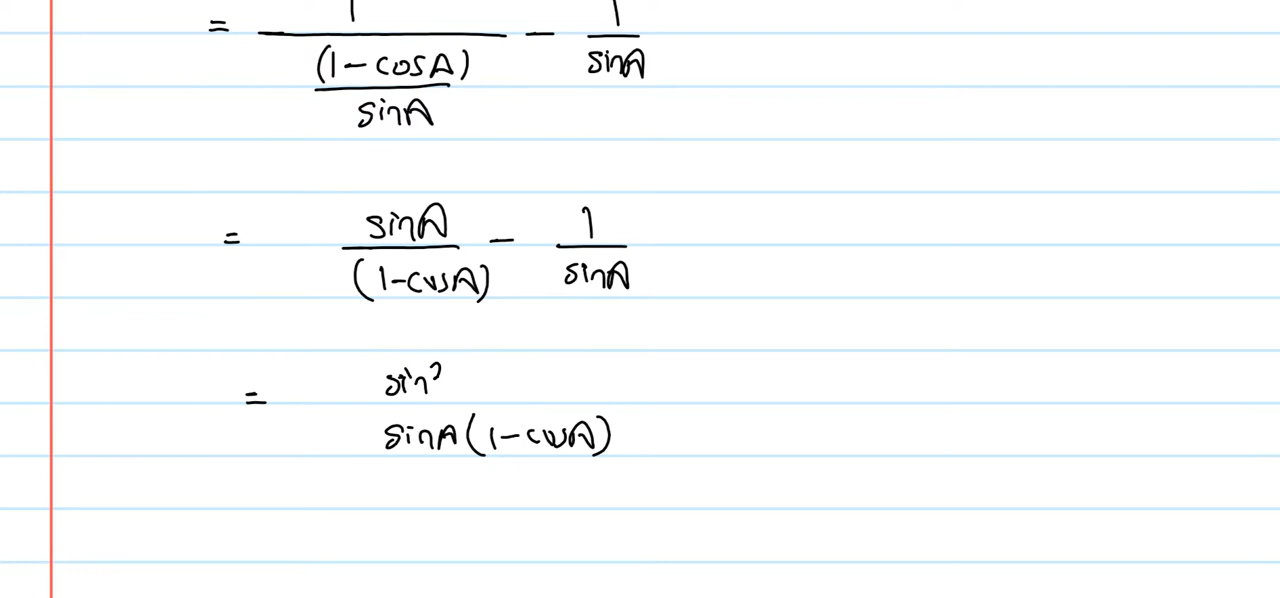 = 1/((1-cosA)/sinA) - 1/sinA
= sinA/(1-cosA) - 1/sinA
= sin²
sinA(1-cosA)